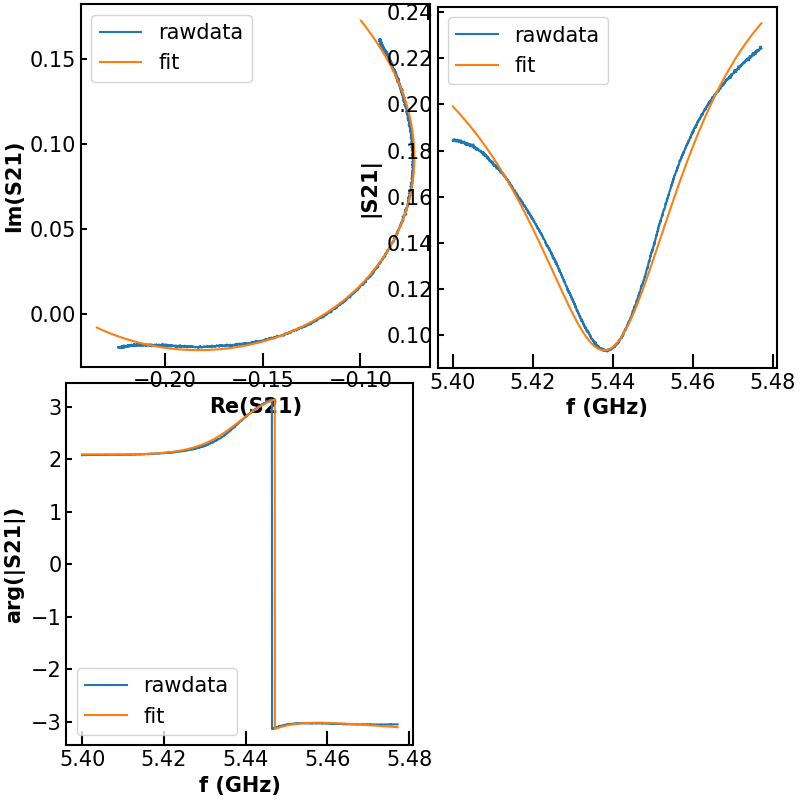 rawdata
fit
0.15
0.10
0.05
0.00
Im(S21)
−0.20
−0.15
−0.10
Re(S21)
rawdata
fit
0.24
0.22
0.20
0.18
0.16
0.14
0.12
0.10
|S21|
5.40
5.42
5.44
5.46
5.48
f (GHz)
3
2
1
0
−1
−2
−3
arg(|S21|)
rawdata
fit
5.40
5.42
5.44
5.46
5.48
f (GHz)